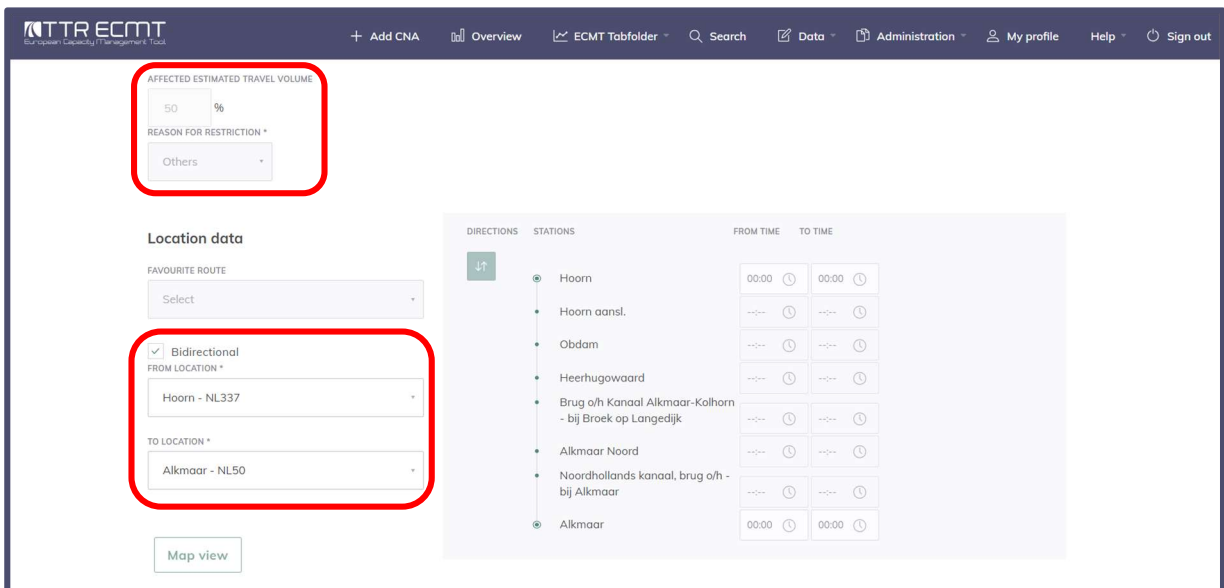 TTR ECMT
European Capacity Management Tool
+ Add CNA
Overview
ECMT Tabfolder
Search
Data
Administration
My profile
Help
Sign out
AFFECTED ESTIMATED TRAVEL VOLUME
50 %
REASON FOR RESTRICTION *
Others
Location data
FAVOURITE ROUTE
Select
Bidirectional
FROM LOCATION *
Hoorn - NL337
TO LOCATION *
Alkmaar - NL50
Map view
DIRECTIONS STATIONS FROM TIME TO TIME
Hoorn 00:00 00:00
Hoorn aansl. --:-- --:--
Obdam --:-- --:--
Heerhugowaard --:-- --:--
Brug o/h Kanaal Alkmaar-Kolhorn
- bij Broek op Langedijk --:-- --:--
Alkmaar Noord --:-- --:--
Noordhollands kanaal, brug o/h -
bij Alkmaar --:-- --:--
Alkmaar 00:00 00:00